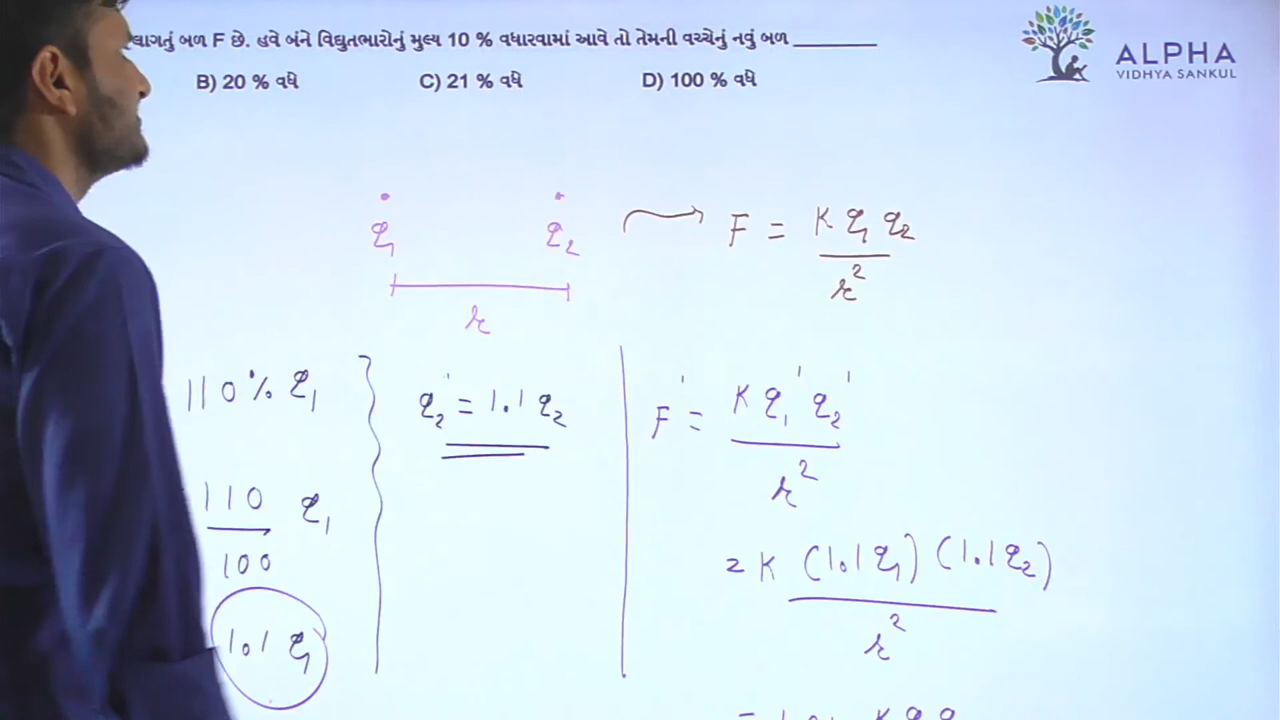 લાગતું બળ F છે. હવે બંને વિદ્યુતભારોનું મુલ્ય 10 % વધારવામાં આવે તો તેમની વચ્ચેનું નવું બળ ________
B) 20 % વધે
C) 21 % વધે
D) 100 % વધે
ALPHA
VIDHYA SANKUL
q₁
q₂
r
F = K q₁ q₂ / r²
110% q₁
110 / 100 q₁
1.1 q₁
q₂' = 1.1 q₂
F' = K q₁' q₂' / r²
= K (1.1 q₁) (1.1 q₂) / r²